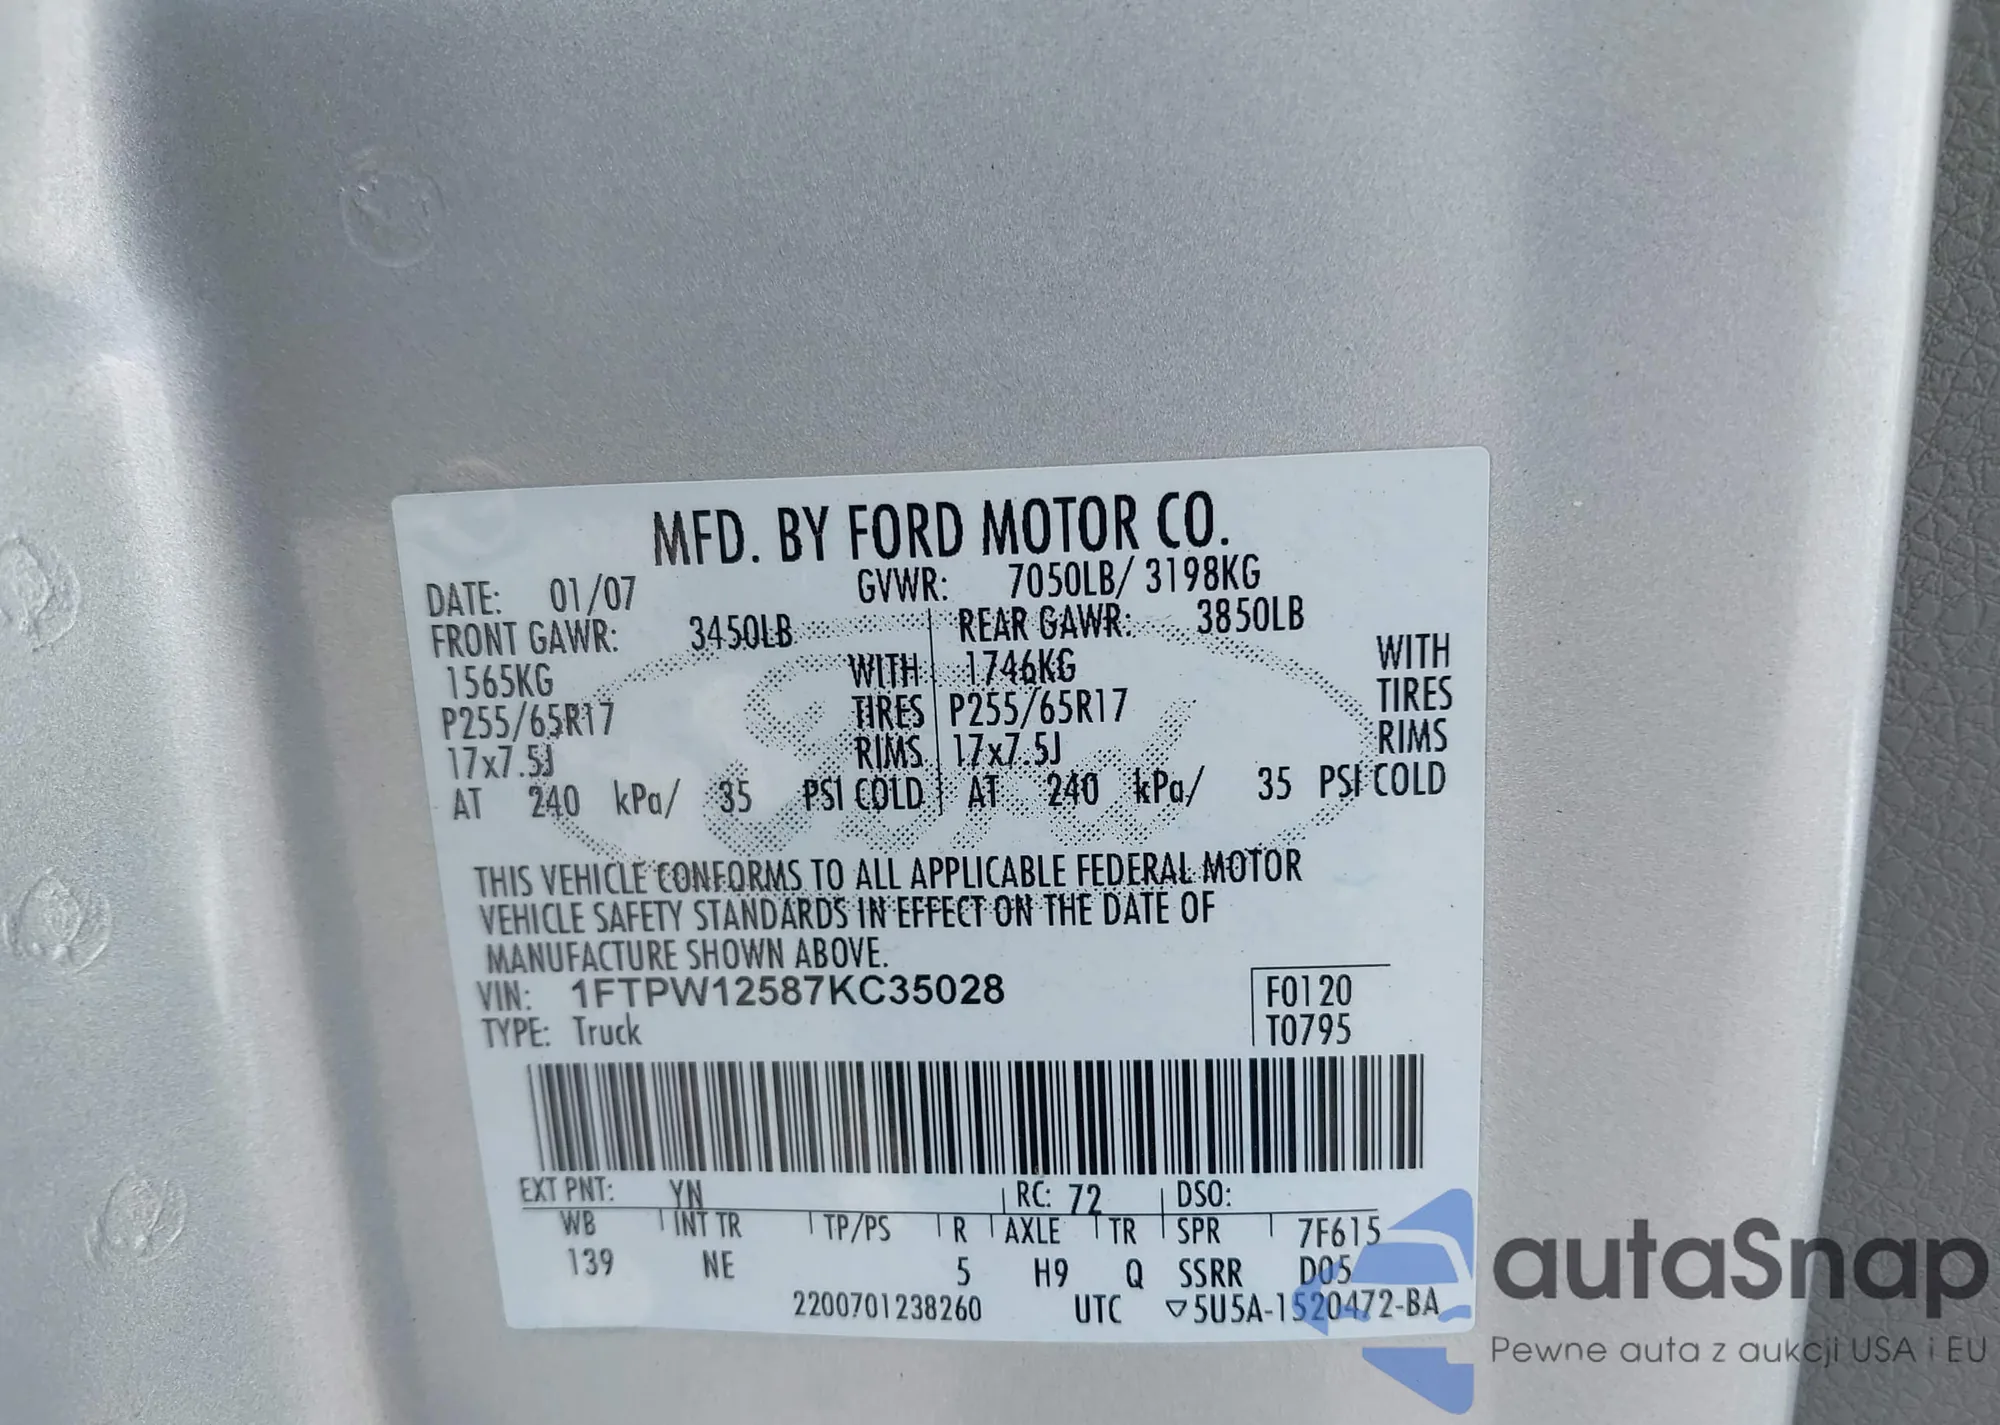 MFD. BY FORD MOTOR CO.
DATE: 01/07 GVWR: 7050LB/ 3198KG
FRONT GAWR: 3450LB REAR GAWR: 3850LB
1565KG WITH 1746KG WITH
P255/65R17 TIRES P255/65R17 TIRES
17x7.5J RIMS 17x7.5J RIMS
AT 240 kPa/ 35 PSI COLD AT 240 kPa/ 35 PSI COLD
THIS VEHICLE CONFORMS TO ALL APPLICABLE FEDERAL MOTOR
VEHICLE SAFETY STANDARDS IN EFFECT ON THE DATE OF
MANUFACTURE SHOWN ABOVE.
VIN: 1FTPW12587KC35028 F0120
TYPE: Truck T0795
EXT PNT: YN RC: 72 DSO:
WB INT TR TP/PS R AXLE TR SPR 7F615
139 NE 5 H9 Q SSRR D05
2200701238260 UTC ▽5U5A-1520472-BA
autaSnap
Pewne auta z aukcji USA i EU